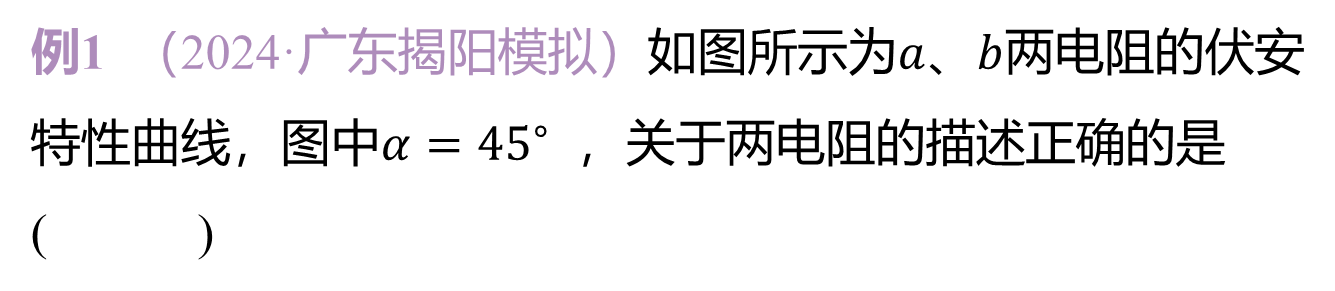 例1 （2024·广东揭阳模拟）如图所示为a、b两电阻的伏安
特性曲线，图中α = 45°，关于两电阻的描述正确的是
(    )